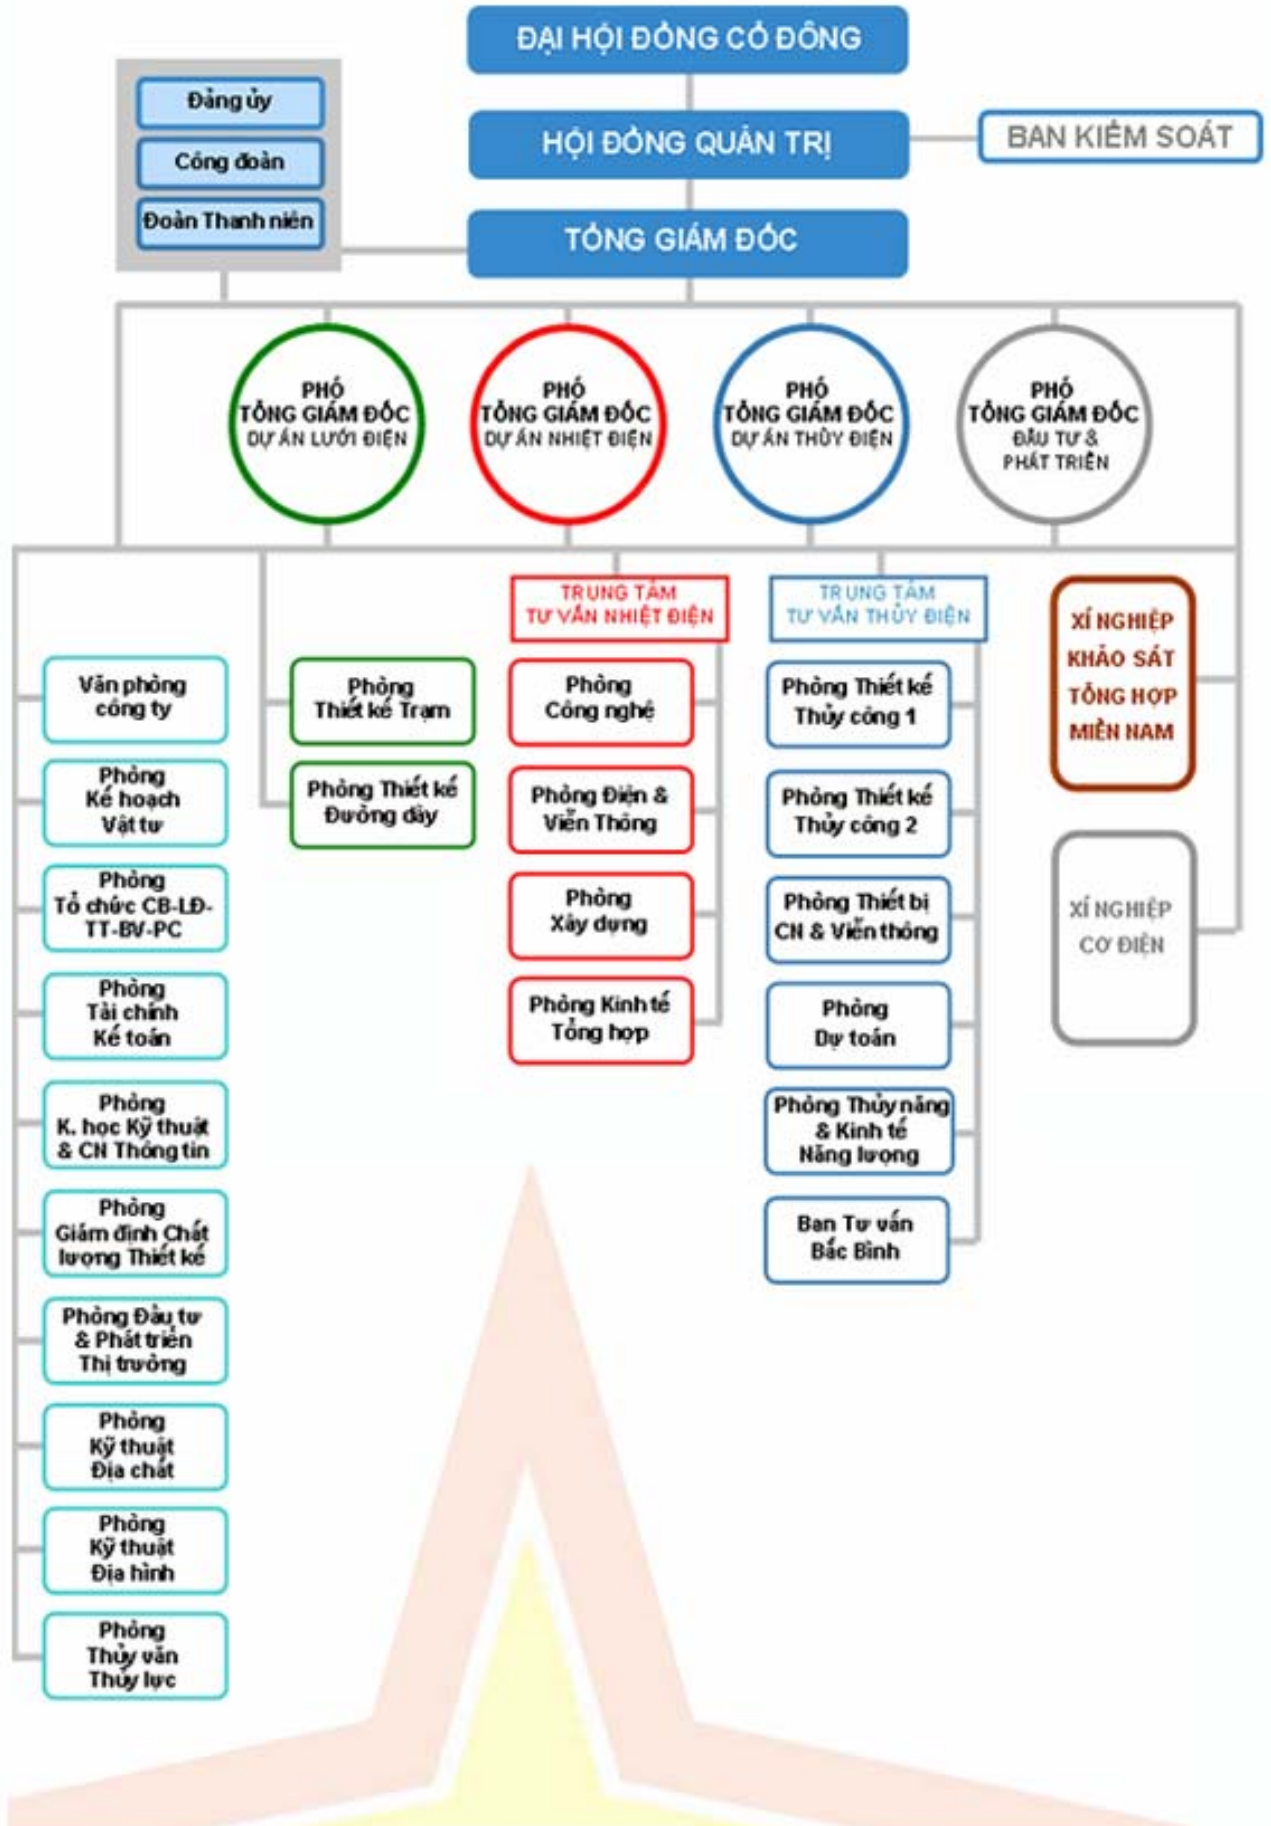 ĐẠI HỘI ĐỒNG CỔ ĐÔNG
Đảng ủy
Công đoàn
Đoàn Thanh niên
HỘI ĐỒNG QUẢN TRỊ
BAN KIỂM SOÁT
TỔNG GIÁM ĐỐC
PHÓ
TỔNG GIÁM ĐỐC
DỰ ÁN LƯỚI ĐIỆN
PHÓ
TỔNG GIÁM ĐỐC
DỰ ÁN NHIỆT ĐIỆN
PHÓ
TỔNG GIÁM ĐỐC
DỰ ÁN THỦY ĐIỆN
PHÓ
TỔNG GIÁM ĐỐC
ĐẦU TƯ &
PHÁT TRIỂN
Văn phòng
công ty
Phòng
Kế hoạch
Vật tư
Phòng
Tổ chức CB-LĐ-
TT-BV-PC
Phòng
Tài chính
Kế toán
Phòng
K. học Kỹ thuật
& CN Thông tin
Phòng
Giám định Chất
lượng Thiết kế
Phòng Đầu tư
& Phát triển
Thị trường
Phòng
Kỹ thuật
Địa chất
Phòng
Kỹ thuật
Địa hình
Phòng
Thủy văn
Thủy lực
Phòng
Thiết kế Trạm
Phòng Thiết kế
Đường dây
TRUNG TÂM
TƯ VẤN NHIỆT ĐIỆN
Phòng
Công nghệ
Phòng Điện &
Viễn Thông
Phòng
Xây dựng
Phòng Kinh tế
Tổng hợp
TRUNG TÂM
TƯ VẤN THỦY ĐIỆN
Phòng Thiết kế
Thủy công 1
Phòng Thiết kế
Thủy công 2
Phòng Thiết bị
CN & Viễn thông
Phòng
Dự toán
Phòng Thủy năng
& Kinh tế
Năng lượng
Ban Tư vấn
Bắc Bình
XÍ NGHIỆP
KHẢO SÁT
TỔNG HỢP
MIỀN NAM
XÍ NGHIỆP
CƠ ĐIỆN